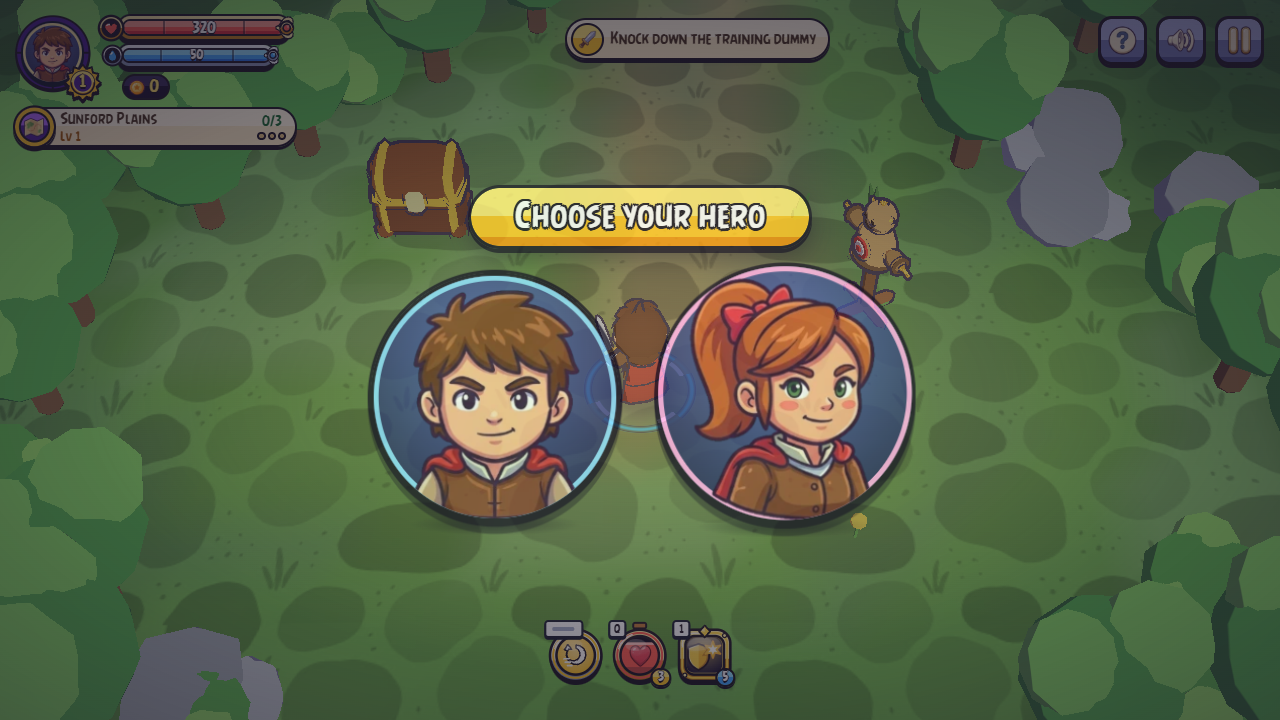 320
50
1
0
SUNFORD PLAINS
0/3
Lv 1
KNOCK DOWN THE TRAINING DUMMY
?
CHOOSE YOUR HERO
0
3
1
5